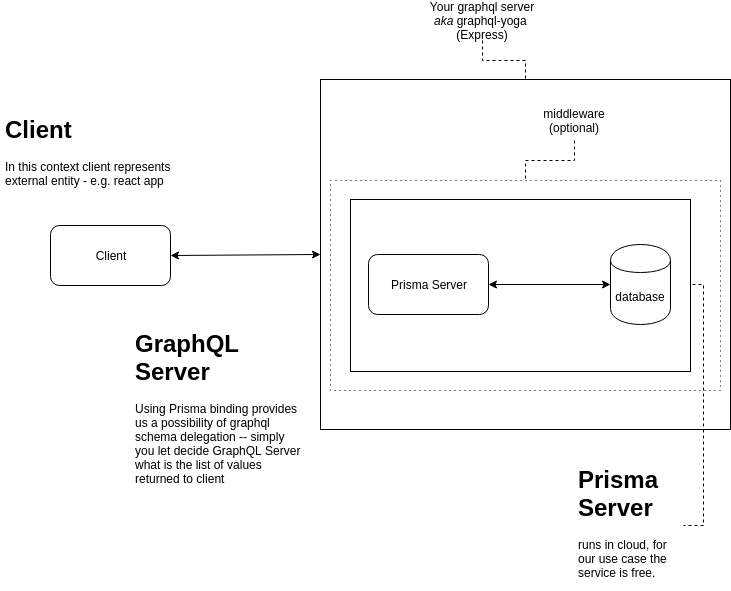 Your graphql server
aka graphql-yoga
(Express)
middleware
(optional)
Client
In this context client represents
external entity - e.g. react app
Client
Prisma Server
database
GraphQL
Server
Using Prisma binding provides
us a possibility of graphql
schema delegation -- simply
you let decide GraphQL Server
what is the list of values
returned to client
Prisma
Server
runs in cloud, for
our use case the
service is free.